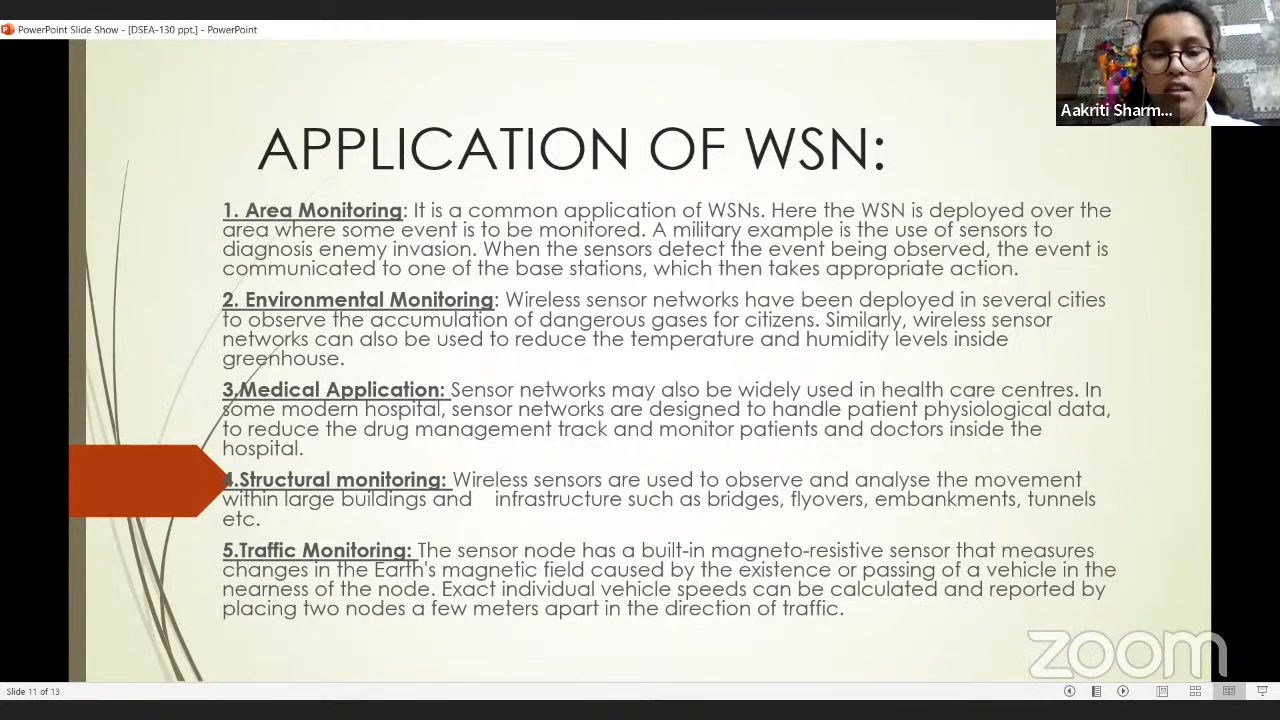 PowerPoint Slide Show - [DSEA-130 ppt.] - PowerPoint
Aakriti Sharm...
APPLICATION OF WSN:
1. Area Monitoring: It is a common application of WSNs. Here the WSN is deployed over the
area where some event is to be monitored. A military example is the use of sensors to
diagnosis enemy invasion. When the sensors detect the event being observed, the event is
communicated to one of the base stations, which then takes appropriate action.
2. Environmental Monitoring: Wireless sensor networks have been deployed in several cities
to observe the accumulation of dangerous gases for citizens. Similarly, wireless sensor
networks can also be used to reduce the temperature and humidity levels inside
greenhouse.
3.Medical Application: Sensor networks may also be widely used in health care centres. In
some modern hospital, sensor networks are designed to handle patient physiological data,
to reduce the drug management track and monitor patients and doctors inside the
hospital.
4.Structural monitoring: Wireless sensors are used to observe and analyse the movement
within large buildings and infrastructure such as bridges, flyovers, embankments, tunnels
etc.
5.Traffic Monitoring: The sensor node has a built-in magneto-resistive sensor that measures
changes in the Earth's magnetic field caused by the existence or passing of a vehicle in the
nearness of the node. Exact individual vehicle speeds can be calculated and reported by
placing two nodes a few meters apart in the direction of traffic.
zoom
Slide 11 of 13